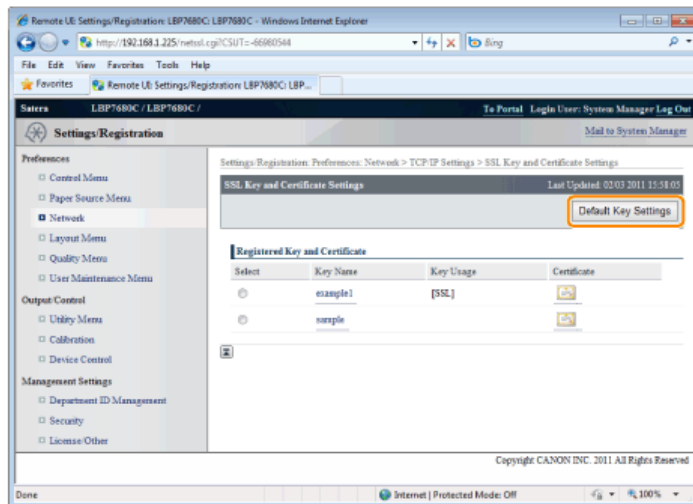 Remote UI: Settings/Registration: LBP7680C: LBP7680C - Windows Internet Explorer
http://192.168.1.225/netssl.cgi?CSUT=-66980544
Bing
File Edit View Favorites Tools Help
Favorites Remote UI: Settings/Registration: LBP7680C: LBP...
Satera LBP7680C / LBP7680C / To Portal Login User: System Manager Log Out
Settings/Registration Mail to System Manager
Preferences
Control Menu
Paper Source Menu
Network
Layout Menu
Quality Menu
User Maintenance Menu
Output/Control
Utility Menu
Calibration
Device Control
Management Settings
Department ID Management
Security
License/Other
Settings/Registration: Preferences: Network > TCP/IP Settings > SSL Key and Certificate Settings
SSL Key and Certificate Settings Last Updated: 02/03 2011 15:58:05
Default Key Settings
Registered Key and Certificate
Select Key Name Key Usage Certificate
example1 [SSL]
sample
Copyright CANON INC. 2011 All Rights Reserved
Done Internet | Protected Mode: Off 100%